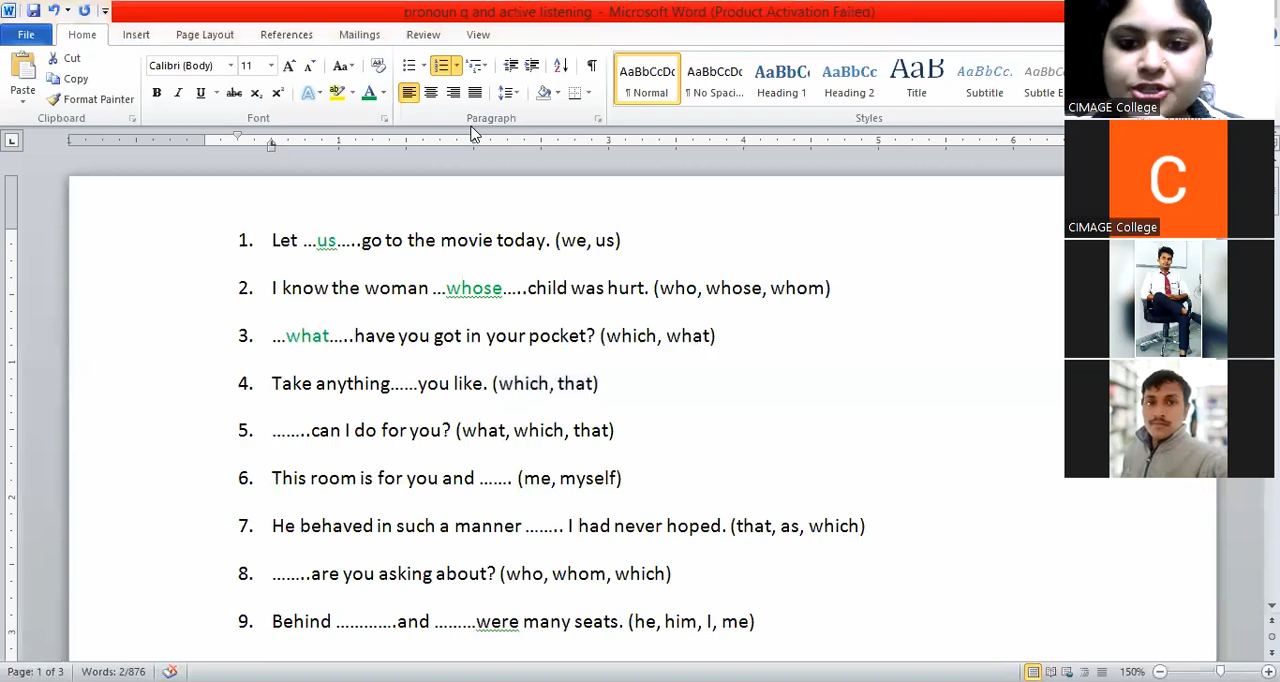 pronoun q and active listening - Microsoft Word (Product Activation Failed)
File Home Insert Page Layout References Mailings Review View
Paste
Cut
Copy
Format Painter
Clipboard
Calibri (Body) 11
Font
Paragraph
AaBbCcDc AaBbCcDc AaBbCc AaBbCc AaB AaBbCcDc
¶ Normal ¶ No Spaci... Heading 1 Heading 2 Title Subtitle Subtle E
Styles
CIMAGE College
C
CIMAGE College
1. Let …us…..go to the movie today. (we, us)
2. I know the woman …whose…..child was hurt. (who, whose, whom)
3. …what…..have you got in your pocket? (which, what)
4. Take anything……you like. (which, that)
5. ……..can I do for you? (what, which, that)
6. This room is for you and ……. (me, myself)
7. He behaved in such a manner …….. I had never hoped. (that, as, which)
8. ……..are you asking about? (who, whom, which)
9. Behind ………….and ………were many seats. (he, him, I, me)
Page: 1 of 3 Words: 2/876 150%